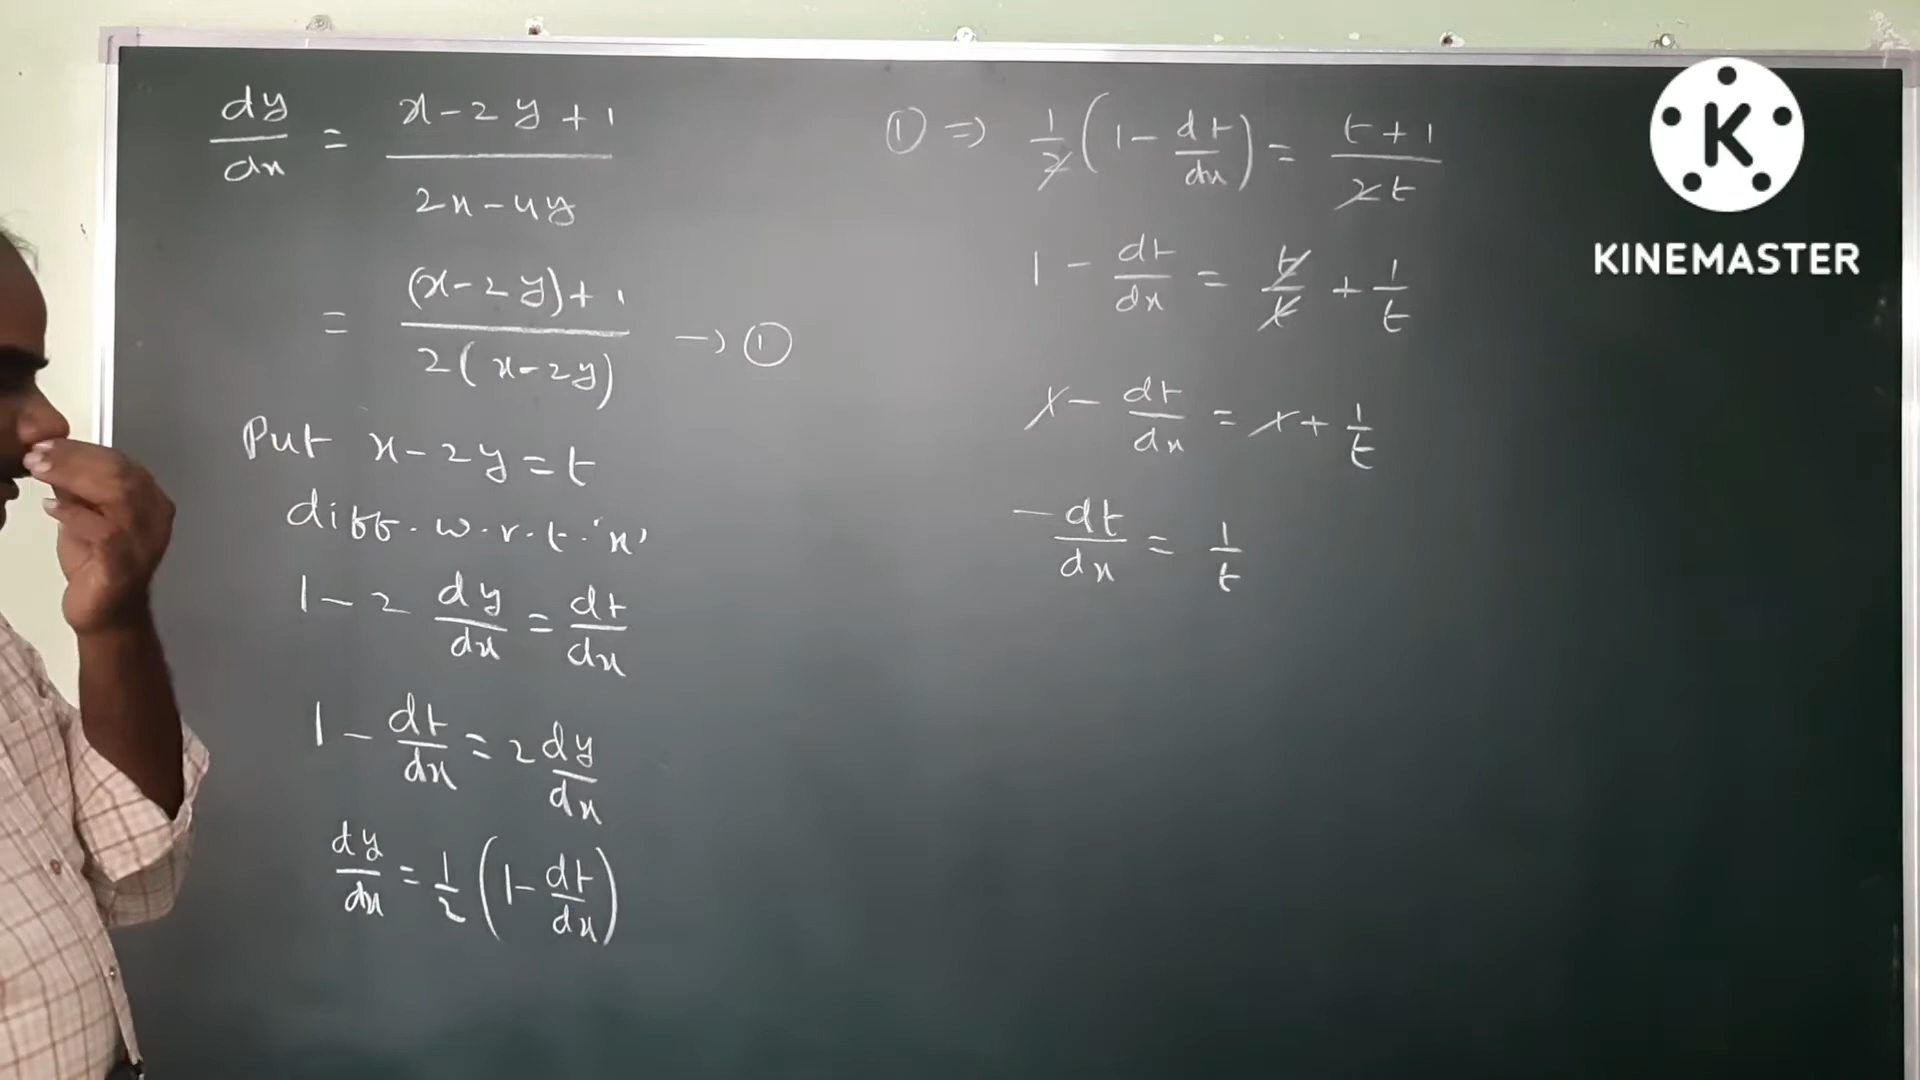 dy/dx = x-2y+1/2x-4y
= (x-2y)+1/2(x-2y) → ①
Put x-2y=t
diff. w.r.t. 'x'
1-2 dy/dx = dt/dx
1 - dt/dx = 2 dy/dx
dy/dx = 1/2 (1 - dt/dx)
① ⇒ 1/2 (1 - dt/dx) = t+1/2t
1 - dt/dx = t/t + 1/t
1 - dt/dx = 1 + 1/t
-dt/dx = 1/t
K
KINEMASTER